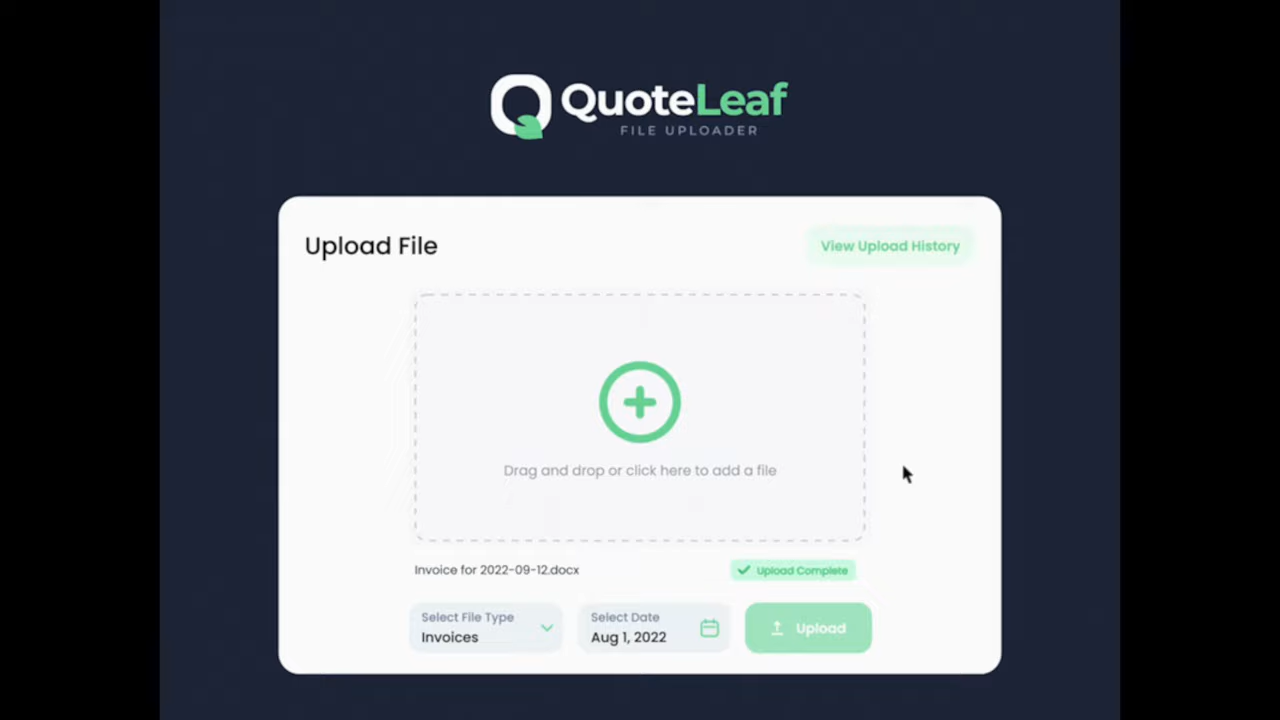 QuoteLeaf
FILE UPLOADER
Upload File
View Upload History
Drag and drop or click here to add a file
Invoice for 2022-09-12.docx
Upload Complete
Select File Type
Invoices
Select Date
Aug 1, 2022
Upload